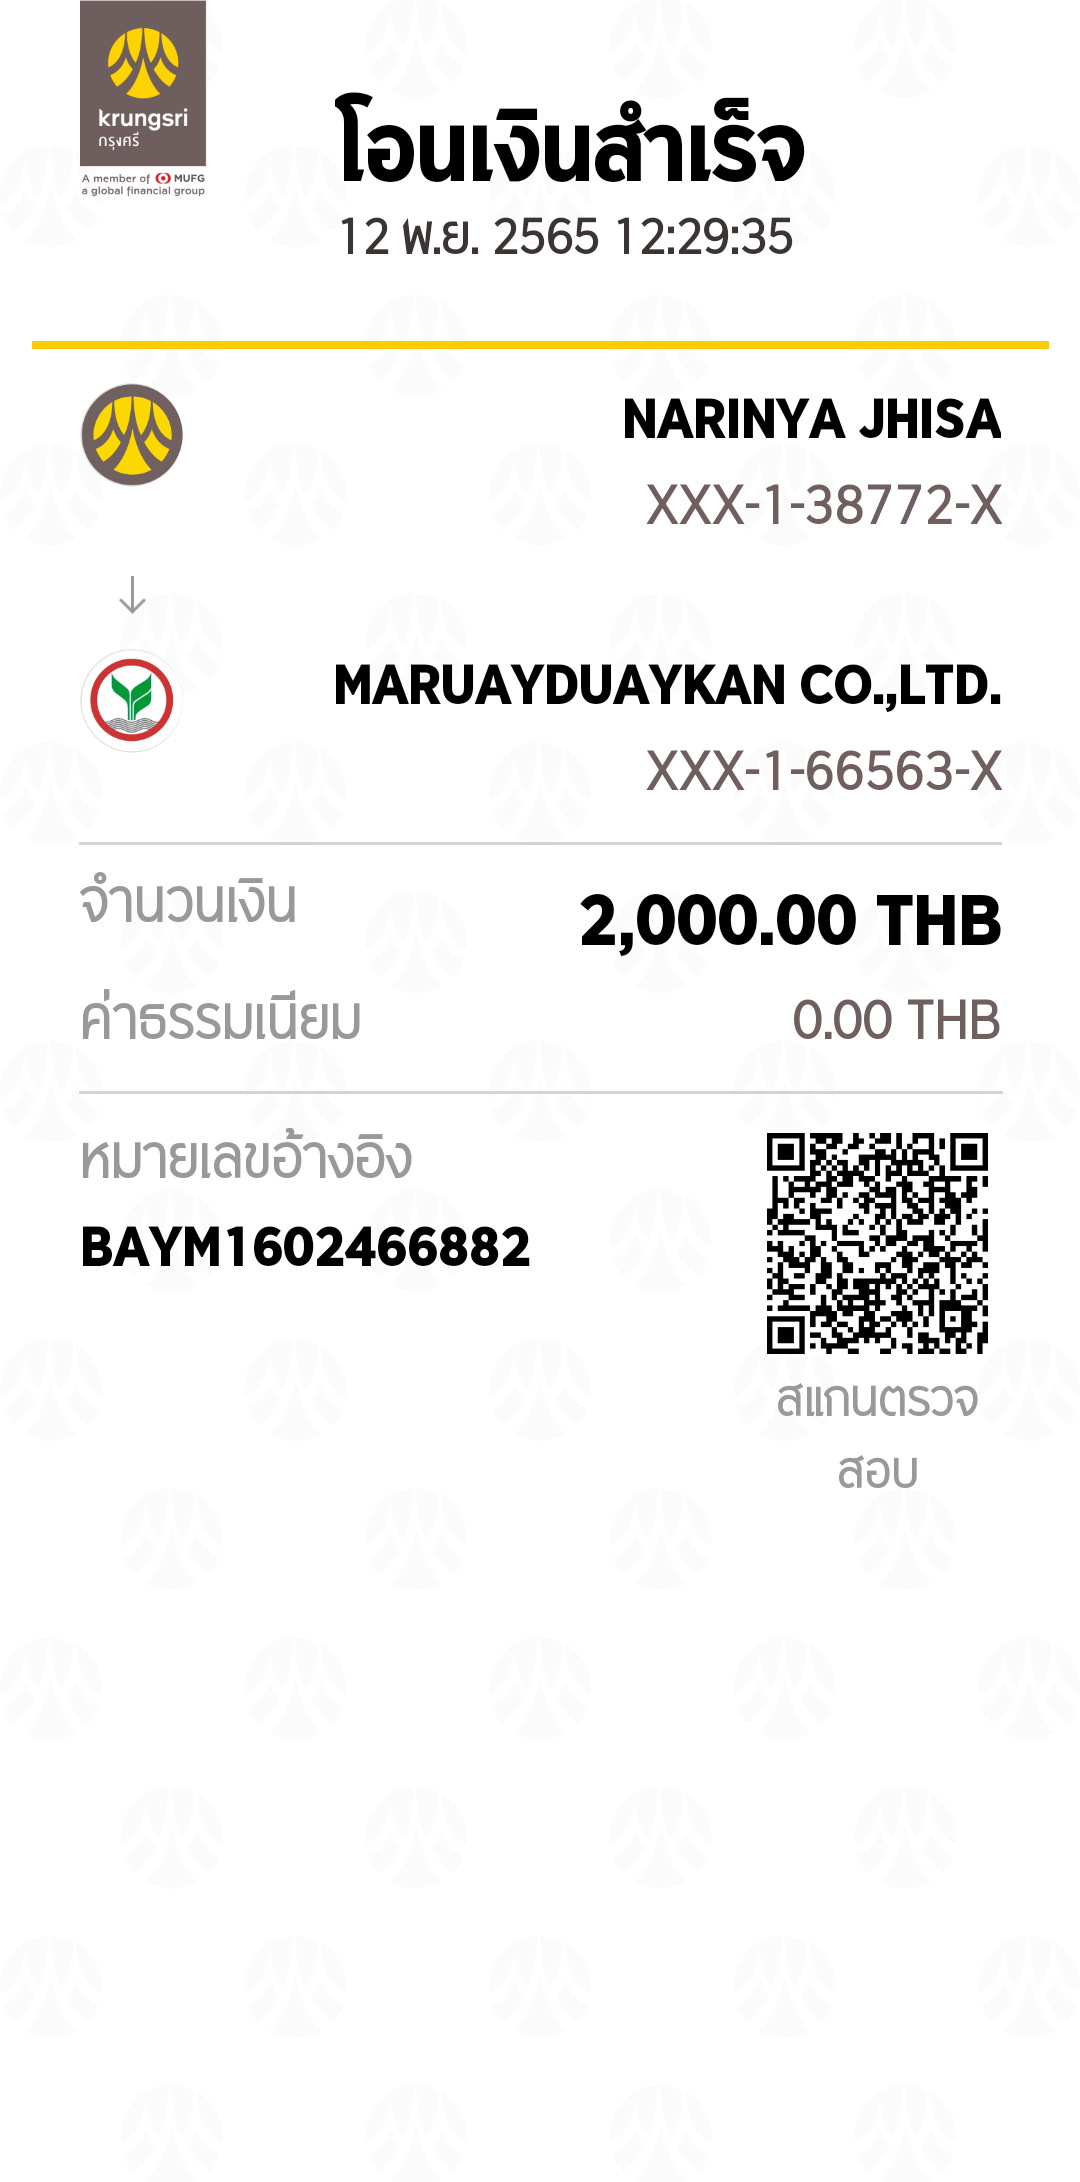 krungsri
กรุงศรี
A member of MUFG
a global financial group
โอนเงินสำเร็จ
12 พ.ย. 2565 12:29:35
NARINYA JHISA
XXX-1-38772-X
MARUAYDUAYKAN CO.,LTD.
XXX-1-66563-X
จำนวนเงิน 2,000.00 THB
ค่าธรรมเนียม 0.00 THB
หมายเลขอ้างอิง
BAYM1602466882
สแกนตรวจ
สอบ